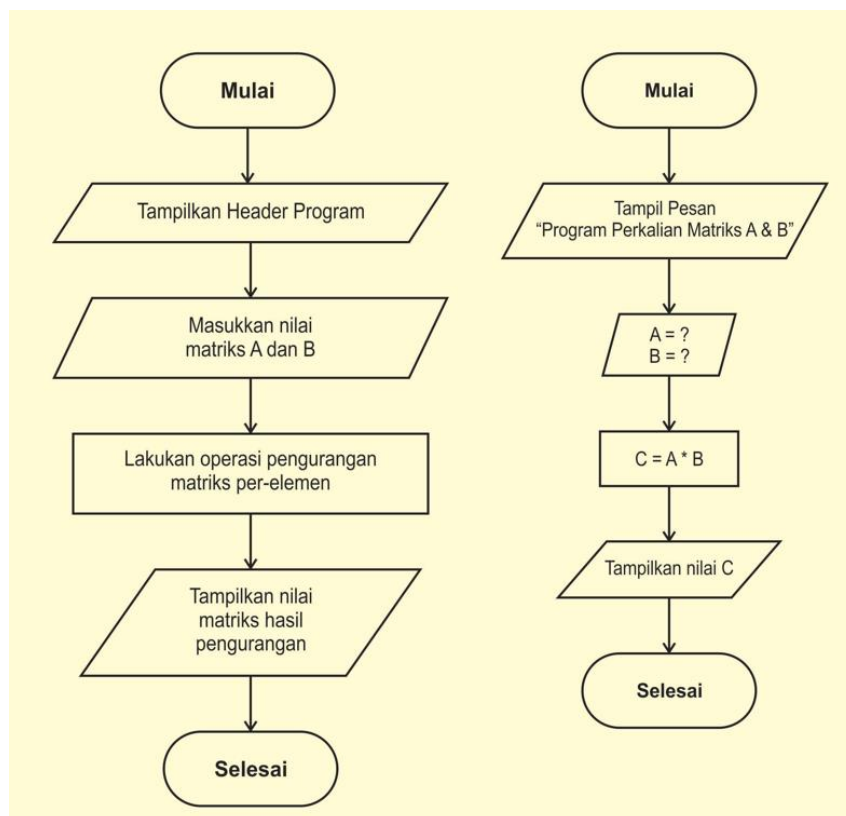 Mulai
Tampilkan Header Program
Masukkan nilai
matriks A dan B
Lakukan operasi pengurangan
matriks per-elemen
Tampilkan nilai
matriks hasil
pengurangan
Selesai
Mulai
Tampil Pesan
“Program Perkalian Matriks A & B”
A = ?
B = ?
C = A * B
Tampilkan nilai C
Selesai